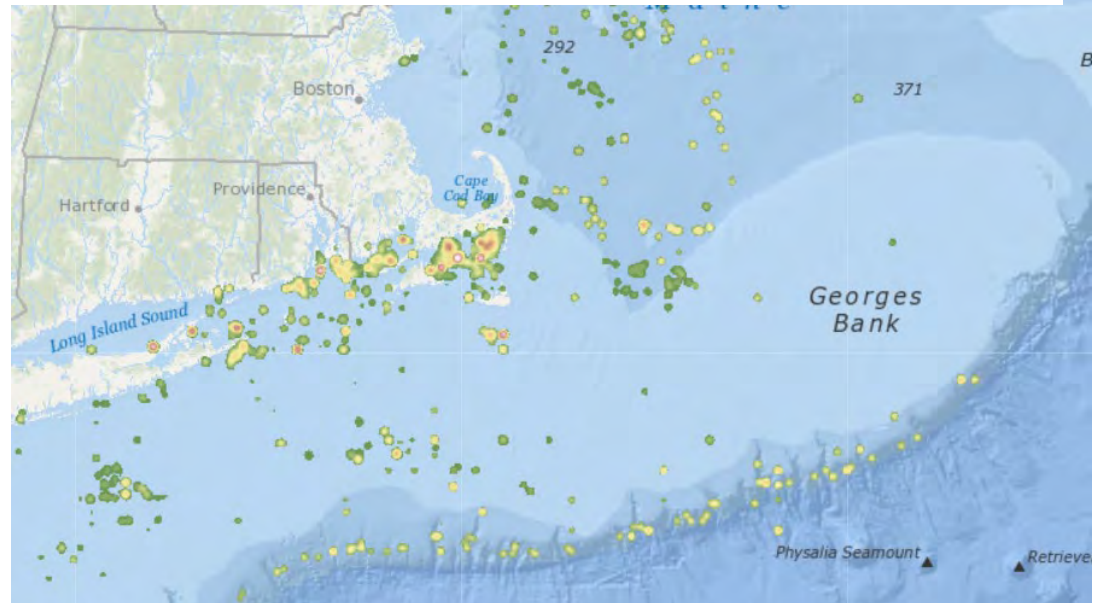 292
371
Boston
Cape
Cod Bay
Providence
Hartford
Georges
Bank
Long Island Sound
Physalia Seamount